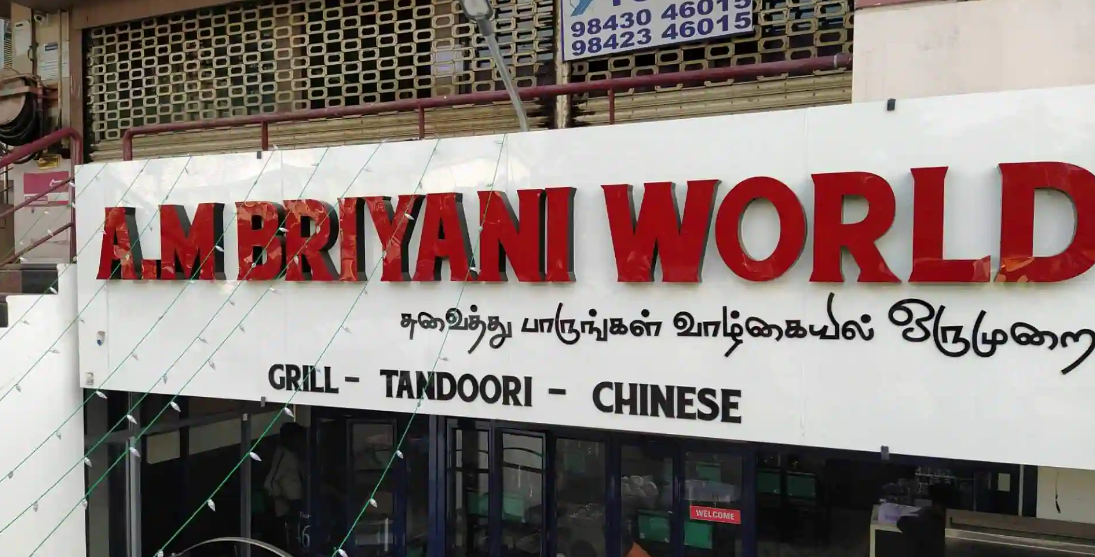 98430 46015
98423 46015
A.M BRIYANI WORLD
சுவைத்து பாருங்கள் வாழ்கையில் ஒருமுறை
GRILL - TANDOORI - CHINESE
WELCOME